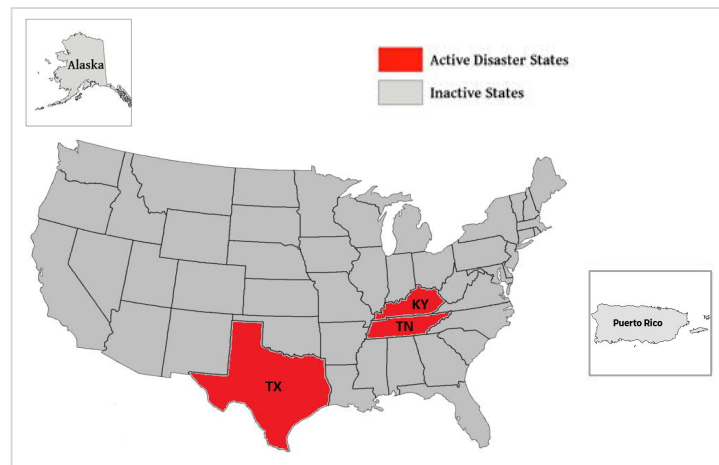 Alaska
Active Disaster States
Inactive States
KY
TN
Puerto Rico
TX